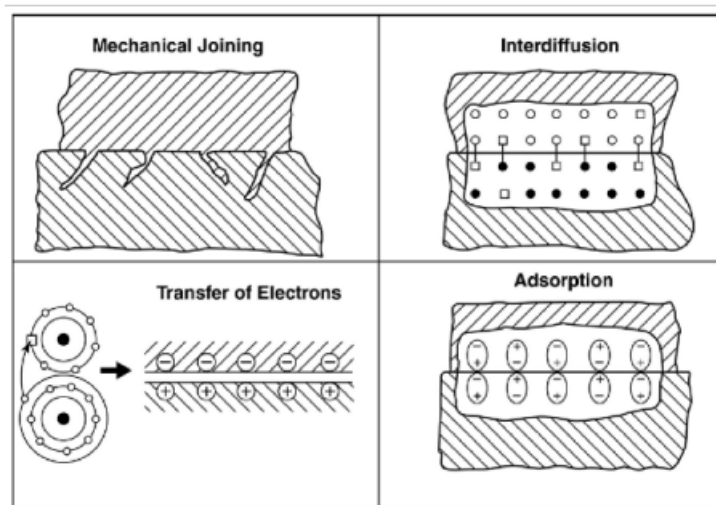 Mechanical Joining
Interdiffusion
Transfer of Electrons
Adsorption